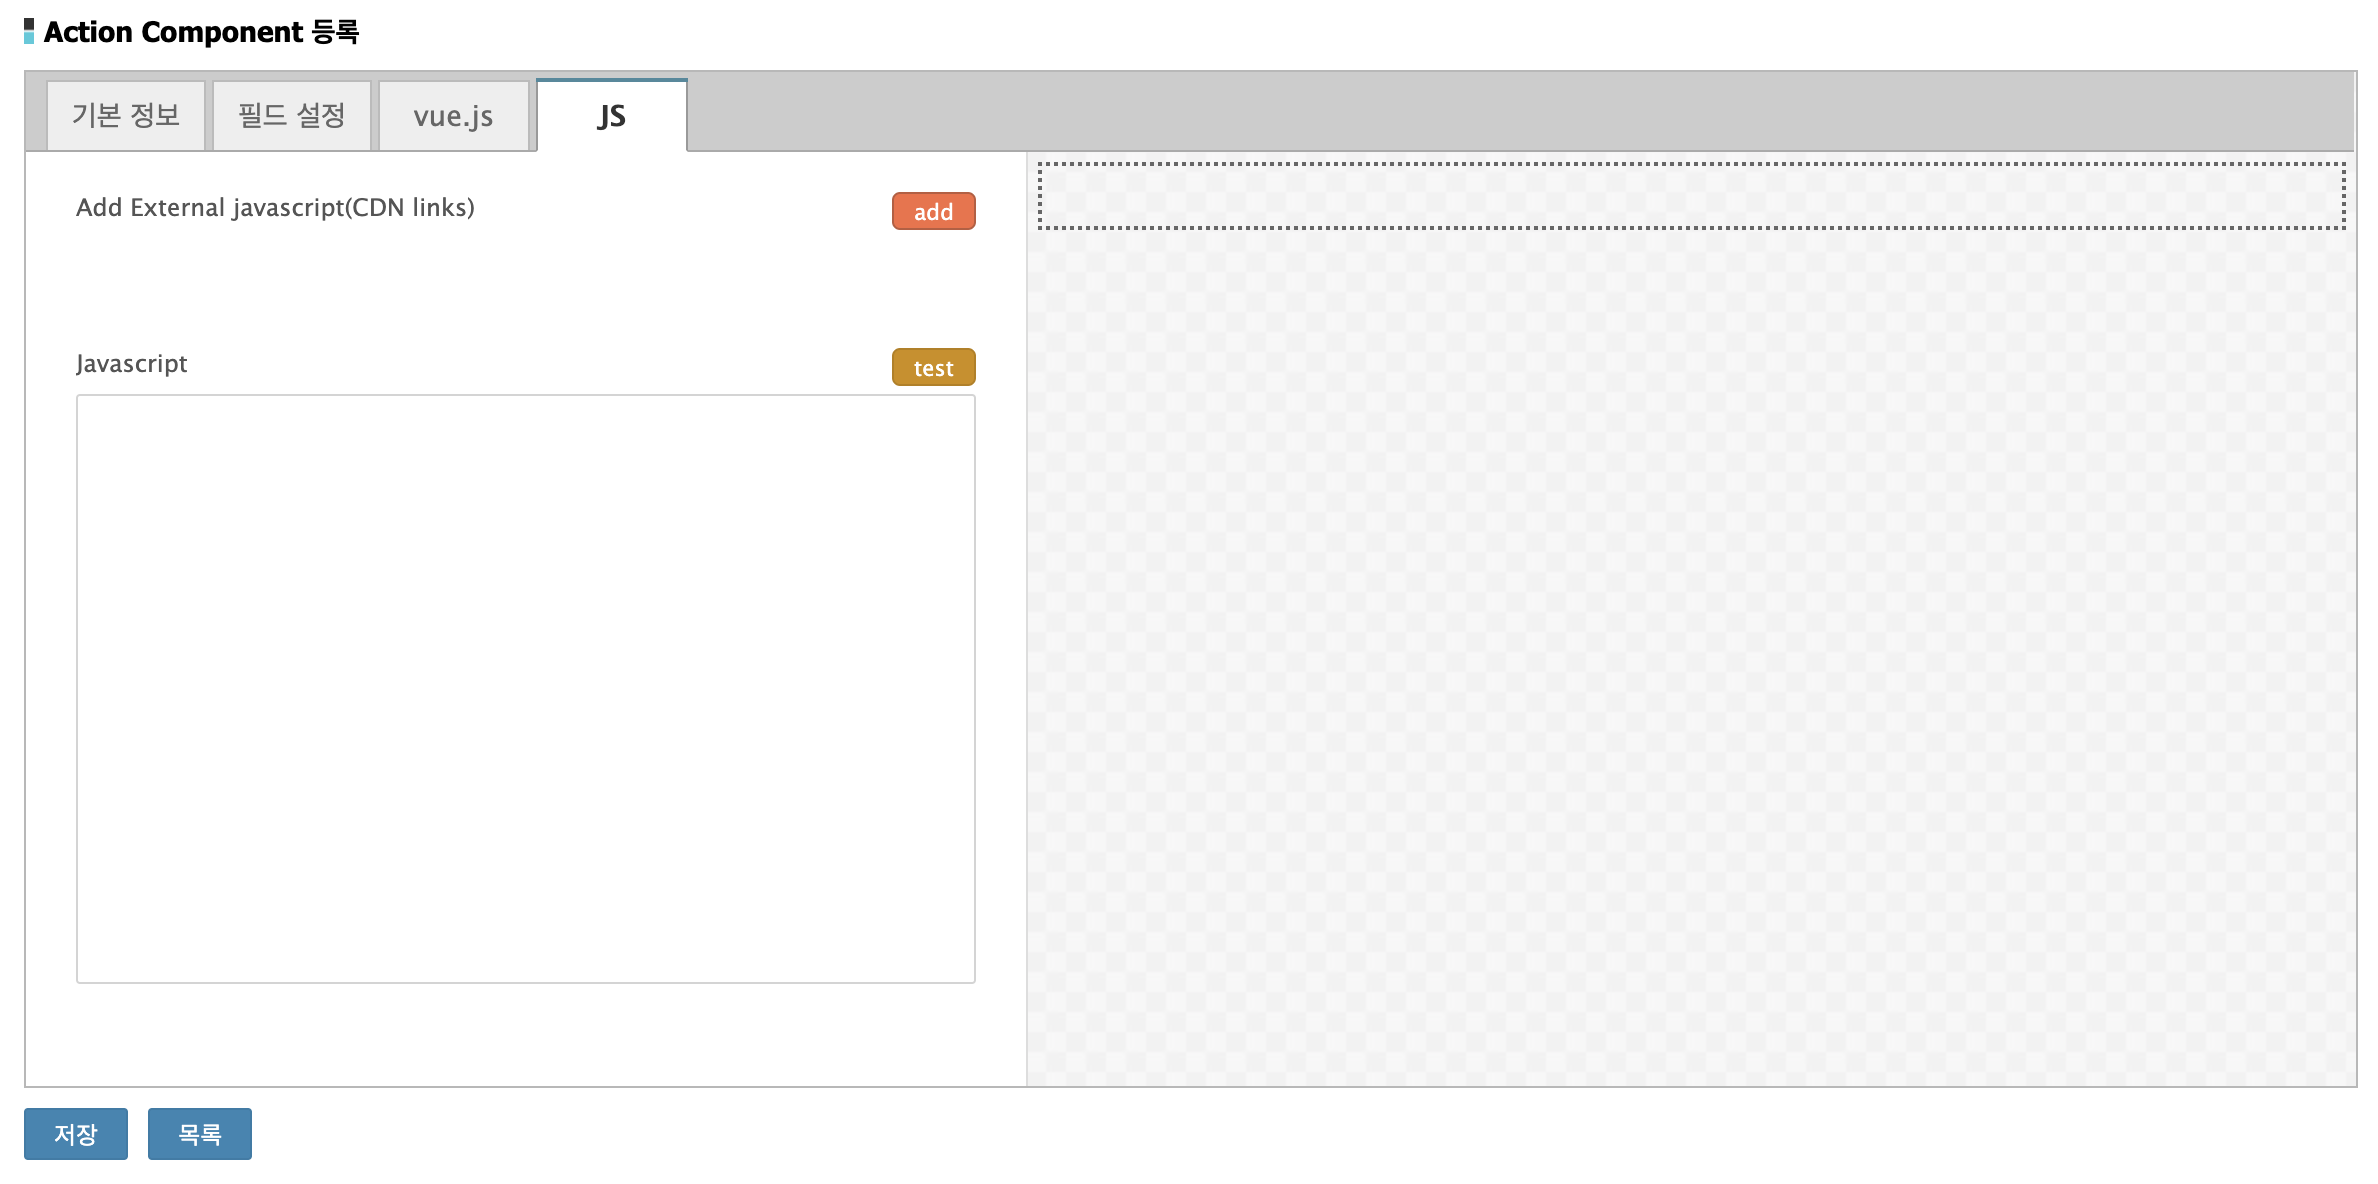 Action Component 등록
기본 정보 필드 설정 vue.js JS
Add External javascript(CDN links) add
Javascript test
저장 목록